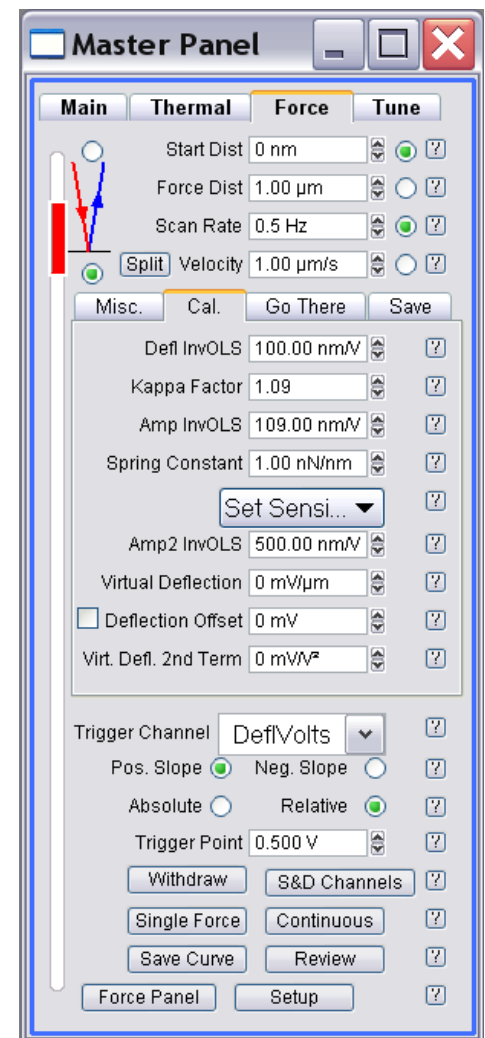 Master Panel
Main Thermal Force Tune
Start Dist 0 nm ?
Force Dist 1.00 µm ?
Scan Rate 0.5 Hz ?
Split Velocity 1.00 µm/s ?
Misc. Cal. Go There Save
Defl InvOLS 100.00 nm/V ?
Kappa Factor 1.09 ?
Amp InvOLS 109.00 nm/V ?
Spring Constant 1.00 nN/nm ?
Set Sensi... ?
Amp2 InvOLS 500.00 nm/V ?
Virtual Deflection 0 mV/µm ?
Deflection Offset 0 mV ?
Virt. Defl. 2nd Term 0 mV/V² ?
Trigger Channel DeflVolts ?
Pos. Slope Neg. Slope ?
Absolute Relative ?
Trigger Point 0.500 V ?
Withdraw S&D Channels ?
Single Force Continuous ?
Save Curve Review ?
Force Panel Setup ?